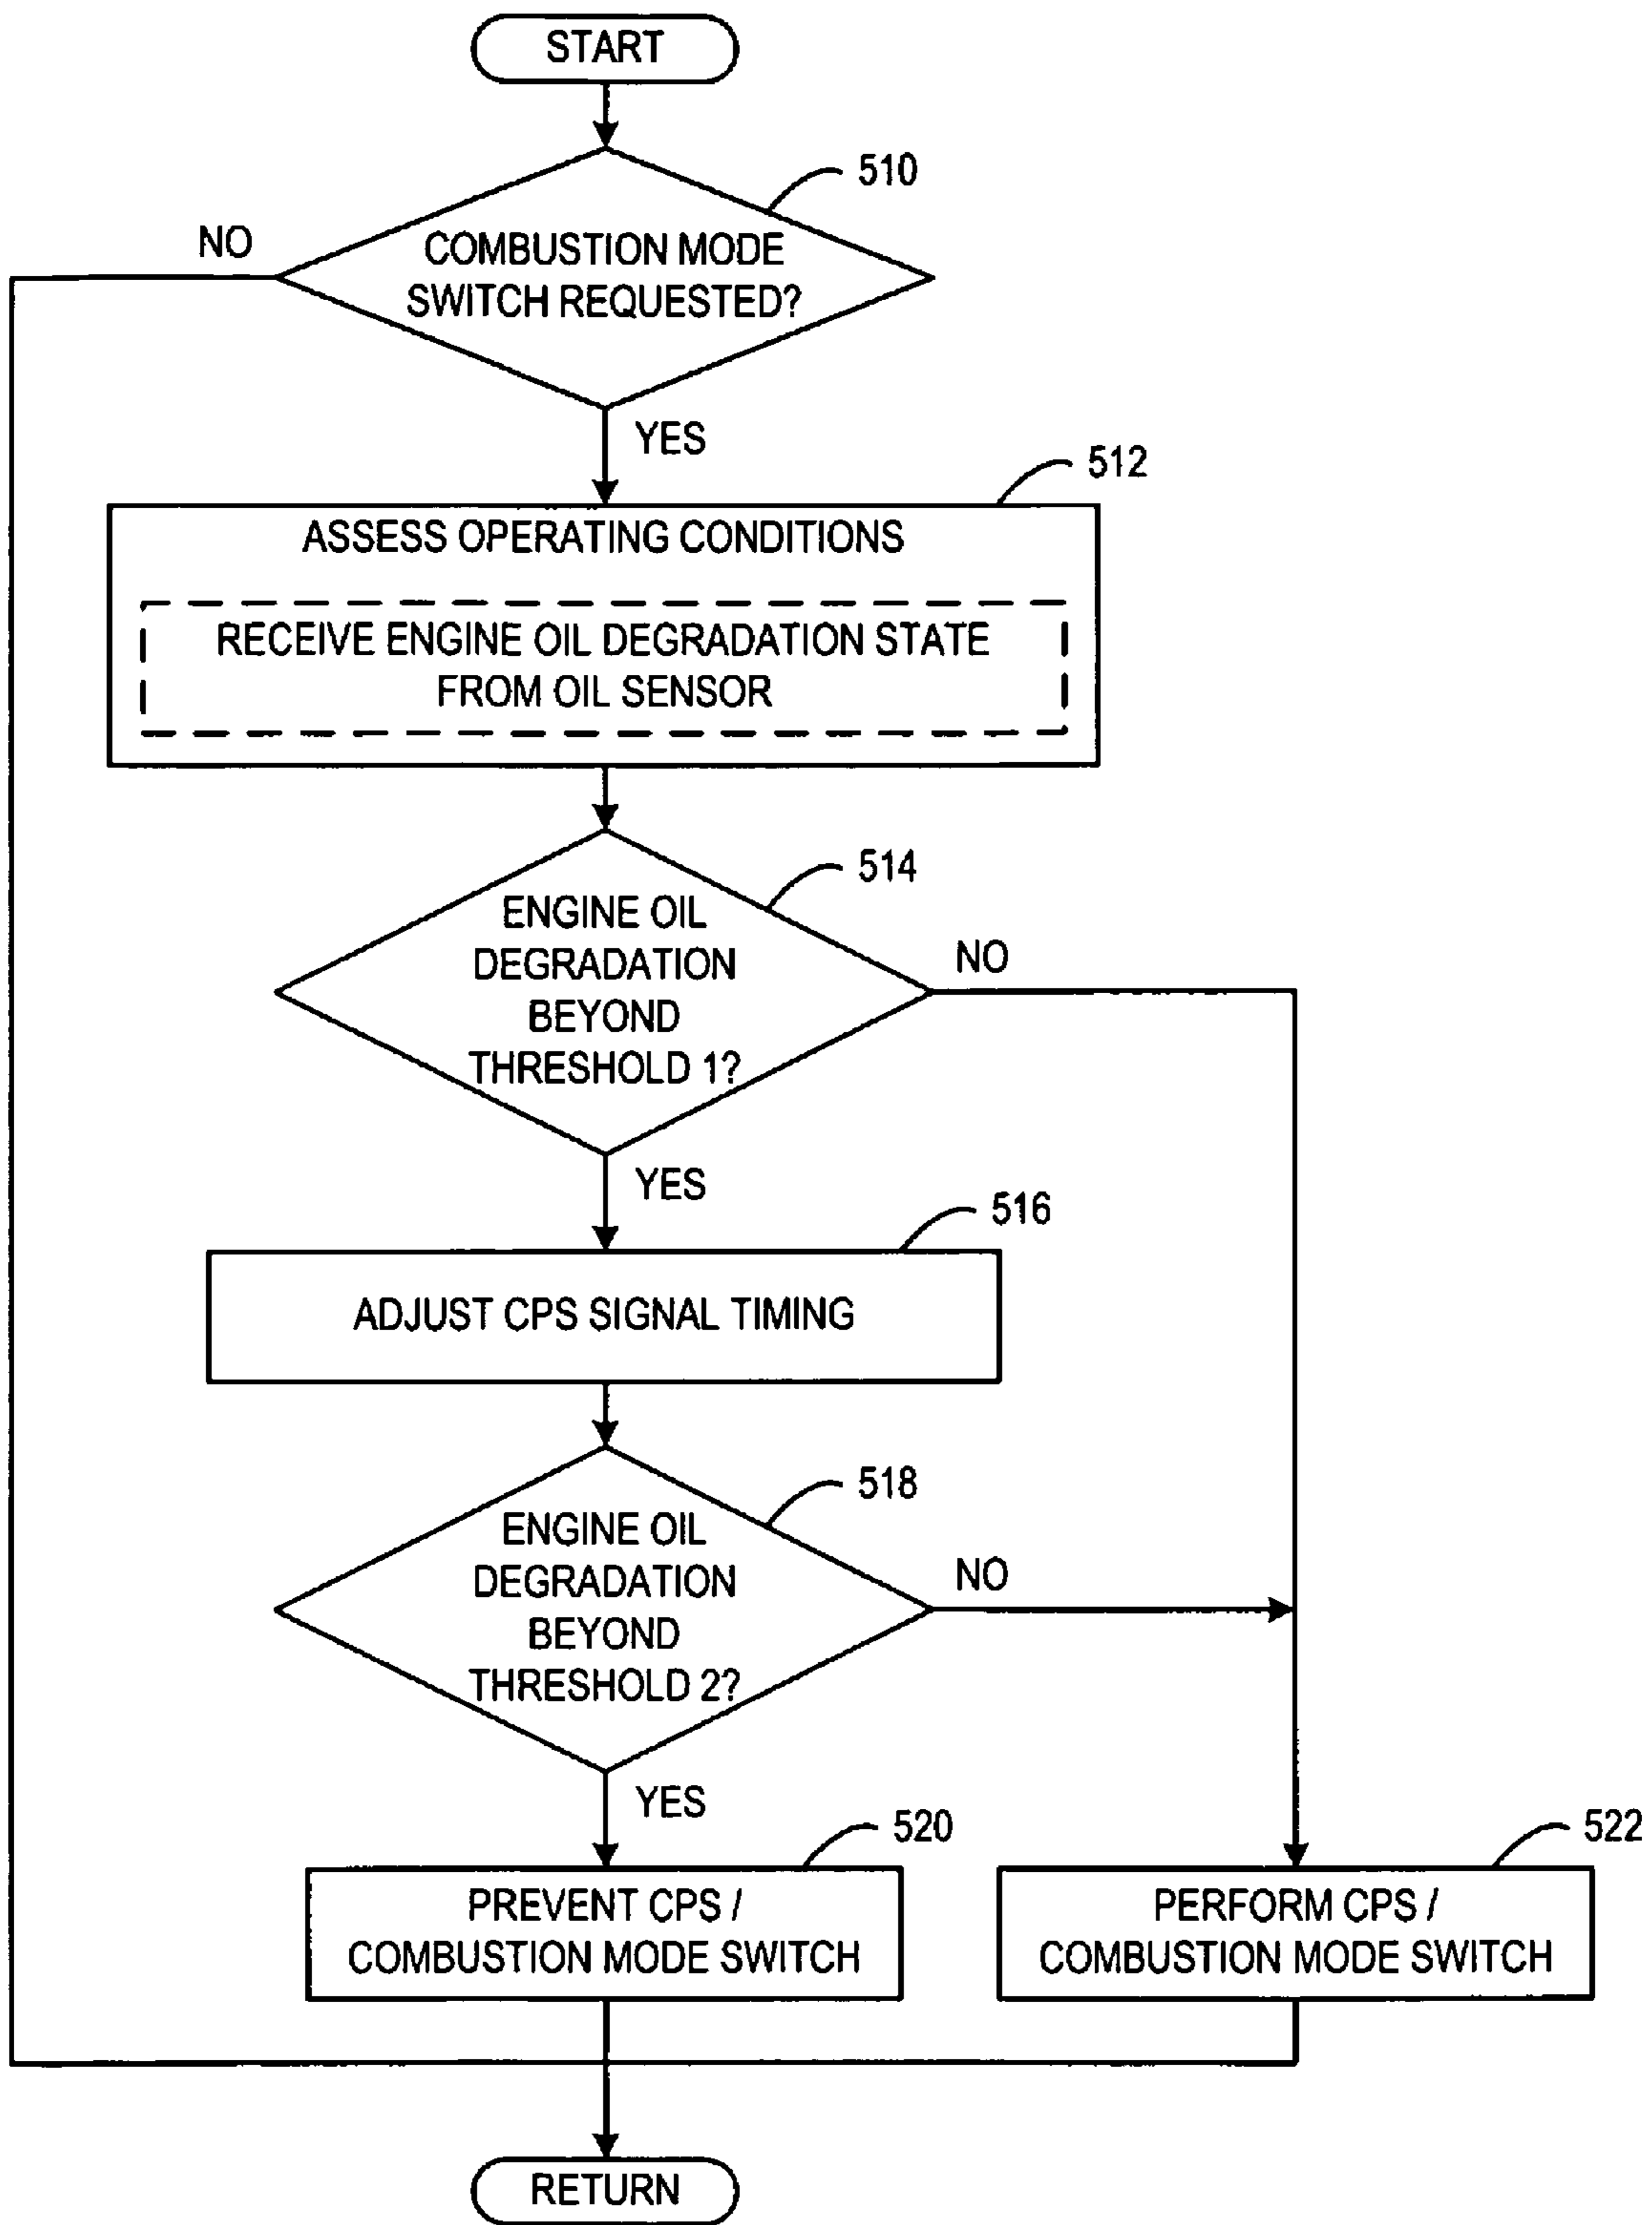 START
510
NO
COMBUSTION MODE
SWITCH REQUESTED?
YES
512
ASSESS OPERATING CONDITIONS
RECEIVE ENGINE OIL DEGRADATION STATE
FROM OIL SENSOR
514
ENGINE OIL
DEGRADATION
BEYOND
THRESHOLD 1?
NO
YES
516
ADJUST CPS SIGNAL TIMING
518
ENGINE OIL
DEGRADATION
BEYOND
THRESHOLD 2?
NO
YES
520
PREVENT CPS /
COMBUSTION MODE SWITCH
522
PERFORM CPS /
COMBUSTION MODE SWITCH
RETURN